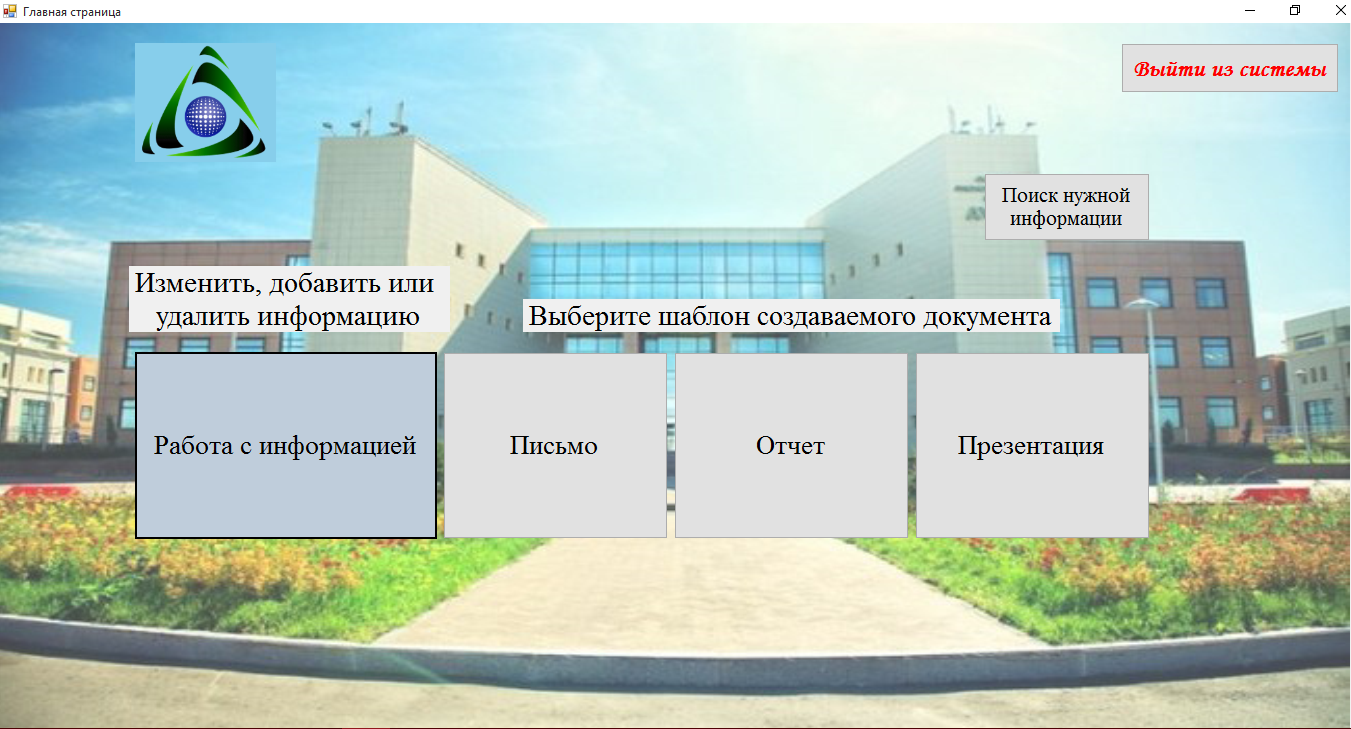 Главная страница
Выйти из системы
Поиск нужной
информации
Изменить, добавить или
удалить информацию
Выберите шаблон создаваемого документа
Работа с информацией
Письмо
Отчет
Презентация